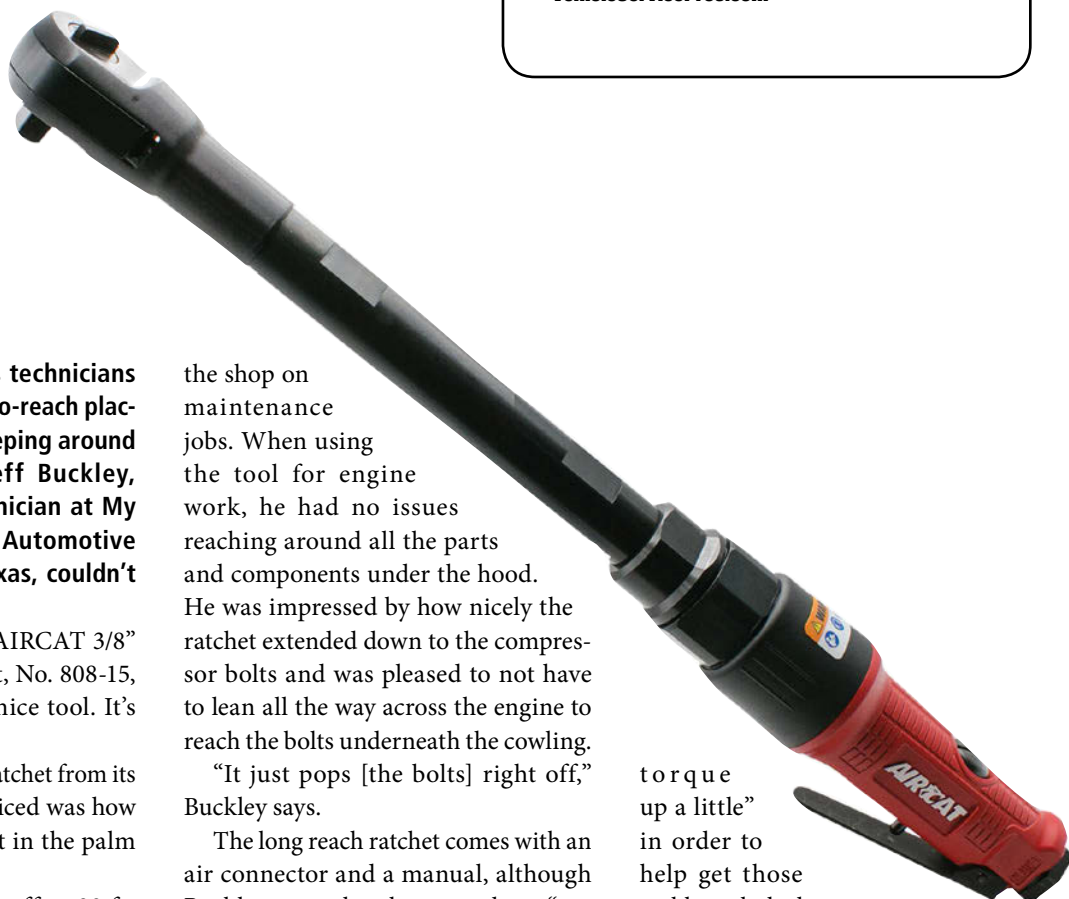 technicians
o-reach plac-
ping around
eff Buckley,
nician at My
Automotive
xas, couldn't
AIRCAT 3/8”
t, No. 808-15,
nice tool. It’s
atchet from its
iced was how
t in the palm
the shop on
maintenance
jobs. When using
the tool for engine
work, he had no issues
reaching around all the parts
and components under the hood.
He was impressed by how nicely the
ratchet extended down to the compres-
sor bolts and was pleased to not have
to lean all the way across the engine to
reach the bolts underneath the cowling.
“It just pops [the bolts] right off,”
Buckley says.
The long reach ratchet comes with an
air connector and a manual, although
torque
up a little”
in order to
help get those
AIRCAT